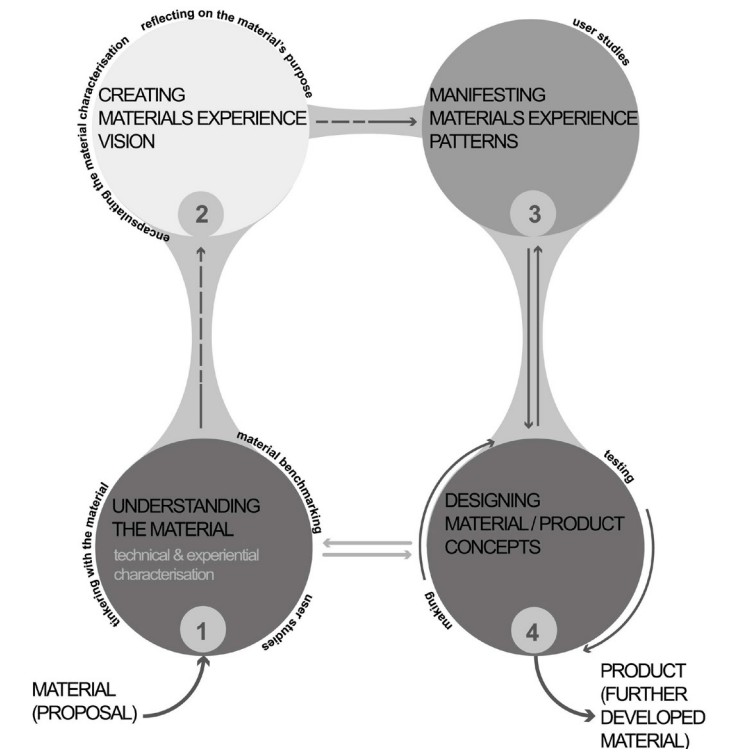 reflecting on the material's purpose
encapsulating the material characterisation
CREATING
MATERIALS EXPERIENCE
VISION
2
user studies
MANIFESTING
MATERIALS EXPERIENCE
PATTERNS
3
material benchmarking
tinkering with the material
user studies
UNDERSTANDING
THE MATERIAL
technical & experiential
characterisation
1
testing
making
DESIGNING
MATERIAL / PRODUCT
CONCEPTS
4
MATERIAL
(PROPOSAL)
PRODUCT
(FURTHER
DEVELOPED
MATERIAL)